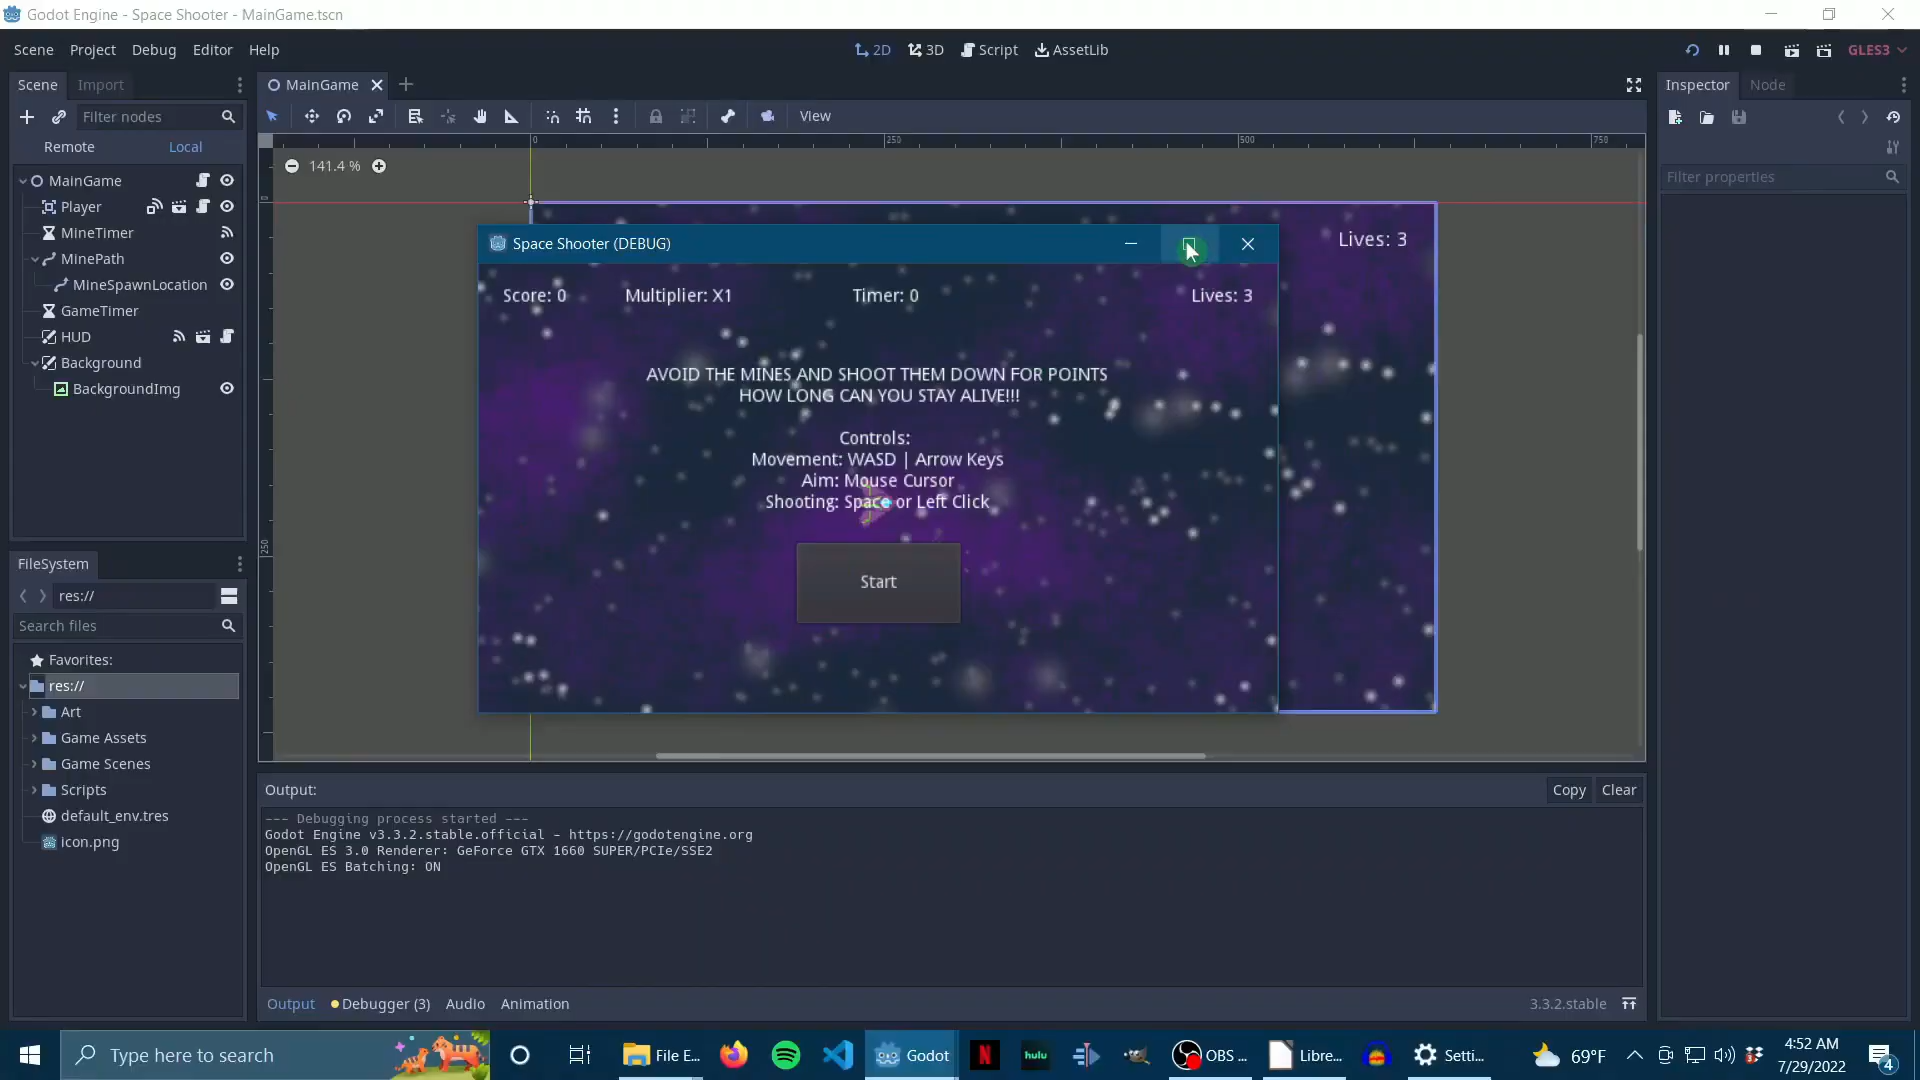 Godot Engine - Space Shooter - MainGame.tscn
Scene Project Debug Editor Help
2D 3D Script AssetLib
GLES3
Scene Import
MainGame
Inspector Node
Filter nodes
View
Remote Local
Filter properties
0 250 500 750
0
250
141.4 %
MainGame
Player
MineTimer
MinePath
MineSpawnLocation
GameTimer
HUD
Background
BackgroundImg
Lives: 3
Space Shooter (DEBUG)
Score: 0 Multiplier: X1 Timer: 0 Lives: 3
AVOID THE MINES AND SHOOT THEM DOWN FOR POINTS
HOW LONG CAN YOU STAY ALIVE!!!
Controls:
Movement: WASD | Arrow Keys
Aim: Mouse Cursor
Shooting: Space or Left Click
Start
FileSystem
res://
Search files
Favorites:
res://
Art
Game Assets
Game Scenes
Scripts
default_env.tres
icon.png
Output:
Copy Clear
--- Debugging process started ---
Godot Engine v3.3.2.stable.official - https://godotengine.org
OpenGL ES 3.0 Renderer: GeForce GTX 1660 SUPER/PCIe/SSE2
OpenGL ES Batching: ON
Output Debugger (3) Audio Animation
3.3.2.stable
Type here to search
File E...
Godot
N
hulu
OBS ...
Libre...
Setti...
69°F
4:52 AM
7/29/2022
4